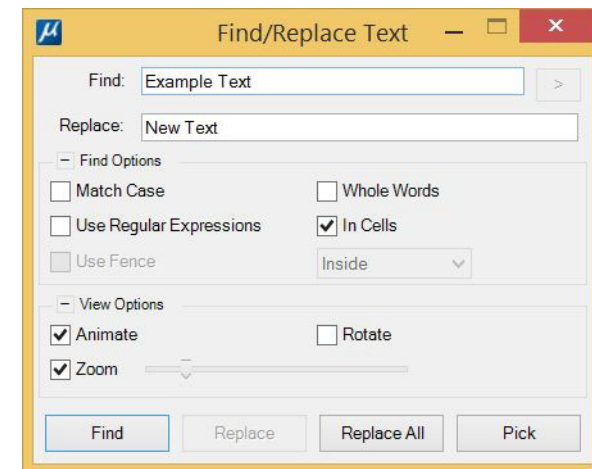 μ Find/Replace Text
Find: Example Text >
Replace: New Text
Find Options
Match Case Whole Words
Use Regular Expressions In Cells
Use Fence Inside
View Options
Animate Rotate
Zoom
Find Replace Replace All Pick